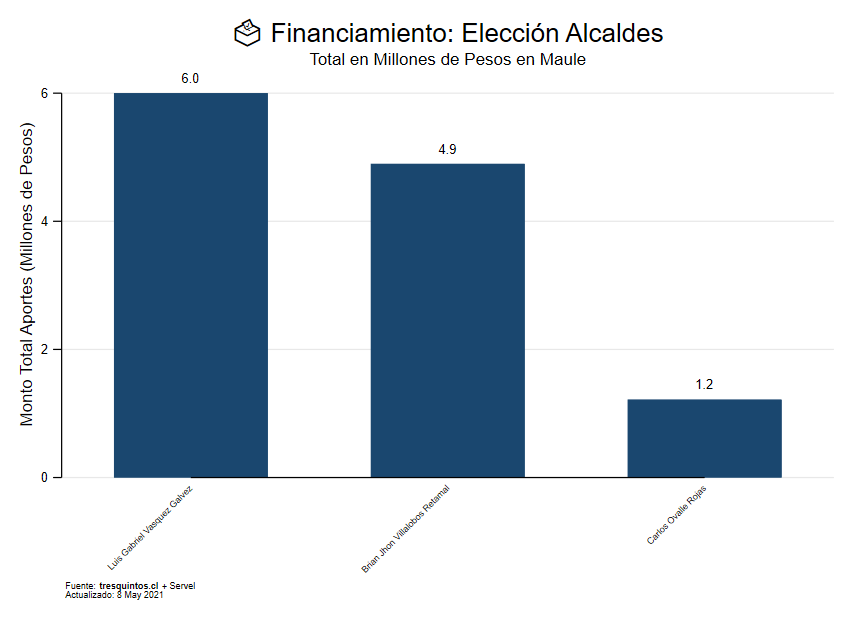 Financiamiento: Elección Alcaldes
Total en Millones de Pesos en Maule
Monto Total Aportes (Millones de Pesos)
6
4
2
0
6.0
4.9
1.2
Luis Gabriel Vasquez Galvez
Brian Jhon Villalobos Retamal
Carlos Ovalle Rojas
Fuente: tresquintos.cl + Servel
Actualizado: 8 May 2021